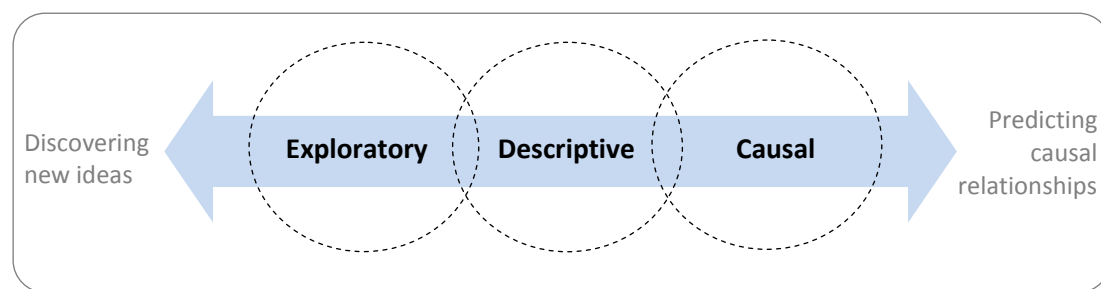 Discovering
new ideas
Exploratory
Descriptive
Causal
Predicting
causal
relationships